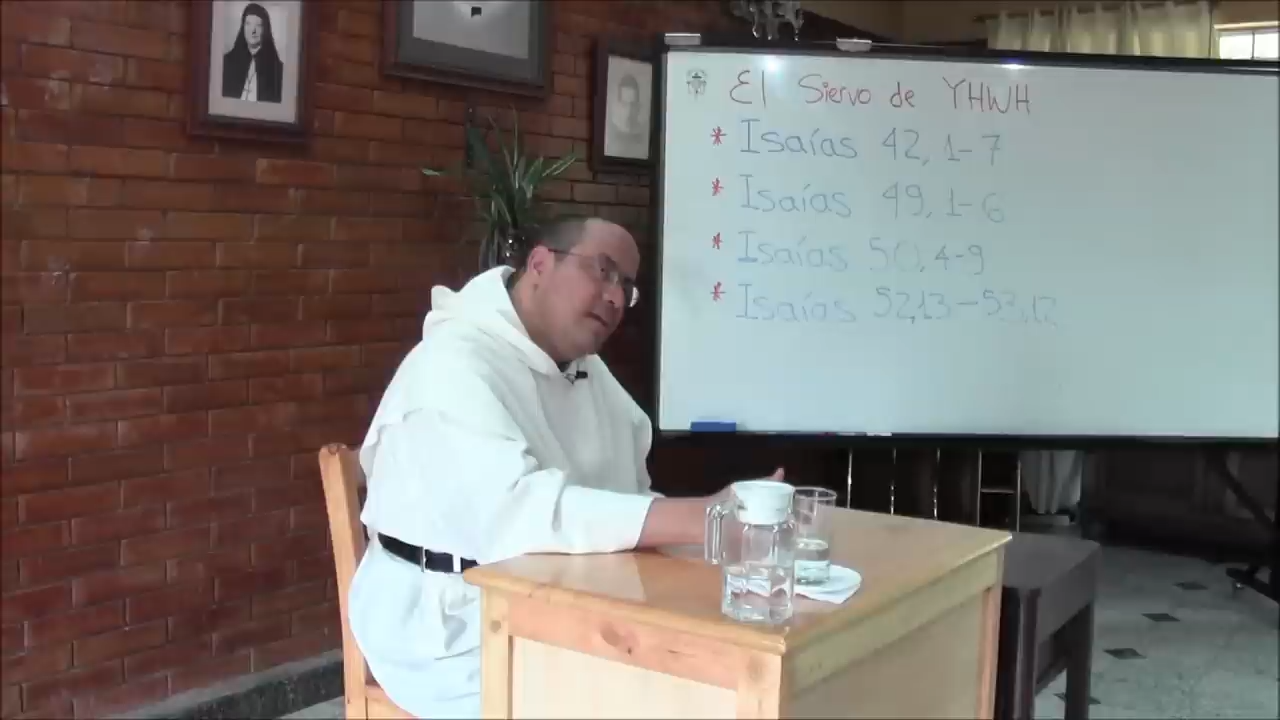 El Siervo de YHWH
* Isaías 42, 1-7
* Isaías 49, 1-6
* Isaías 50, 4-9
* Isaías 52,13-53,12